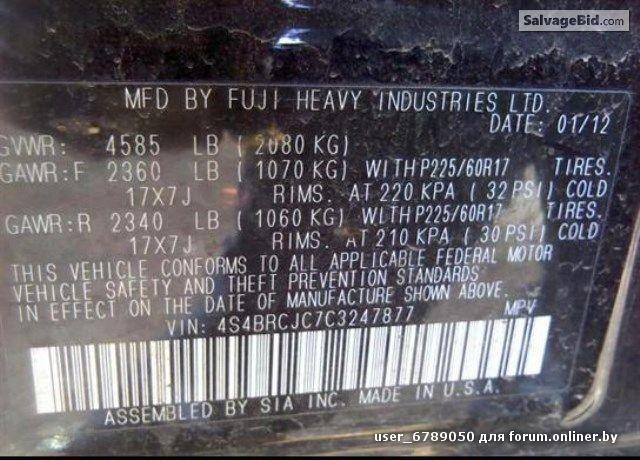 SalvageBid.com
MFD BY FUJI HEAVY INDUSTRIES LTD.
DATE: 01/12
GVWR: 4585 LB ( 2080 KG)
GAWR:F 2360 LB ( 1070 KG) WITH P225/60R17 TIRES.
17X7J RIMS. AT 220 KPA ( 32 PSI) COLD
GAWR:R 2340 LB ( 1060 KG) WITH P225/60R17 TIRES.
17X7J RIMS. AT 210 KPA ( 30 PSI) COLD
THIS VEHICLE CONFORMS TO ALL APPLICABLE FEDERAL MOTOR
VEHICLE SAFETY AND THEFT PREVENTION STANDARDS
IN EFFECT ON THE DATE OF MANUFACTURE SHOWN ABOVE.
VIN: 4S4BRCJC7C3247877 MPV
ASSEMBLED BY SIA INC. MADE IN U.S.A.
user_6789050 для forum.onliner.by